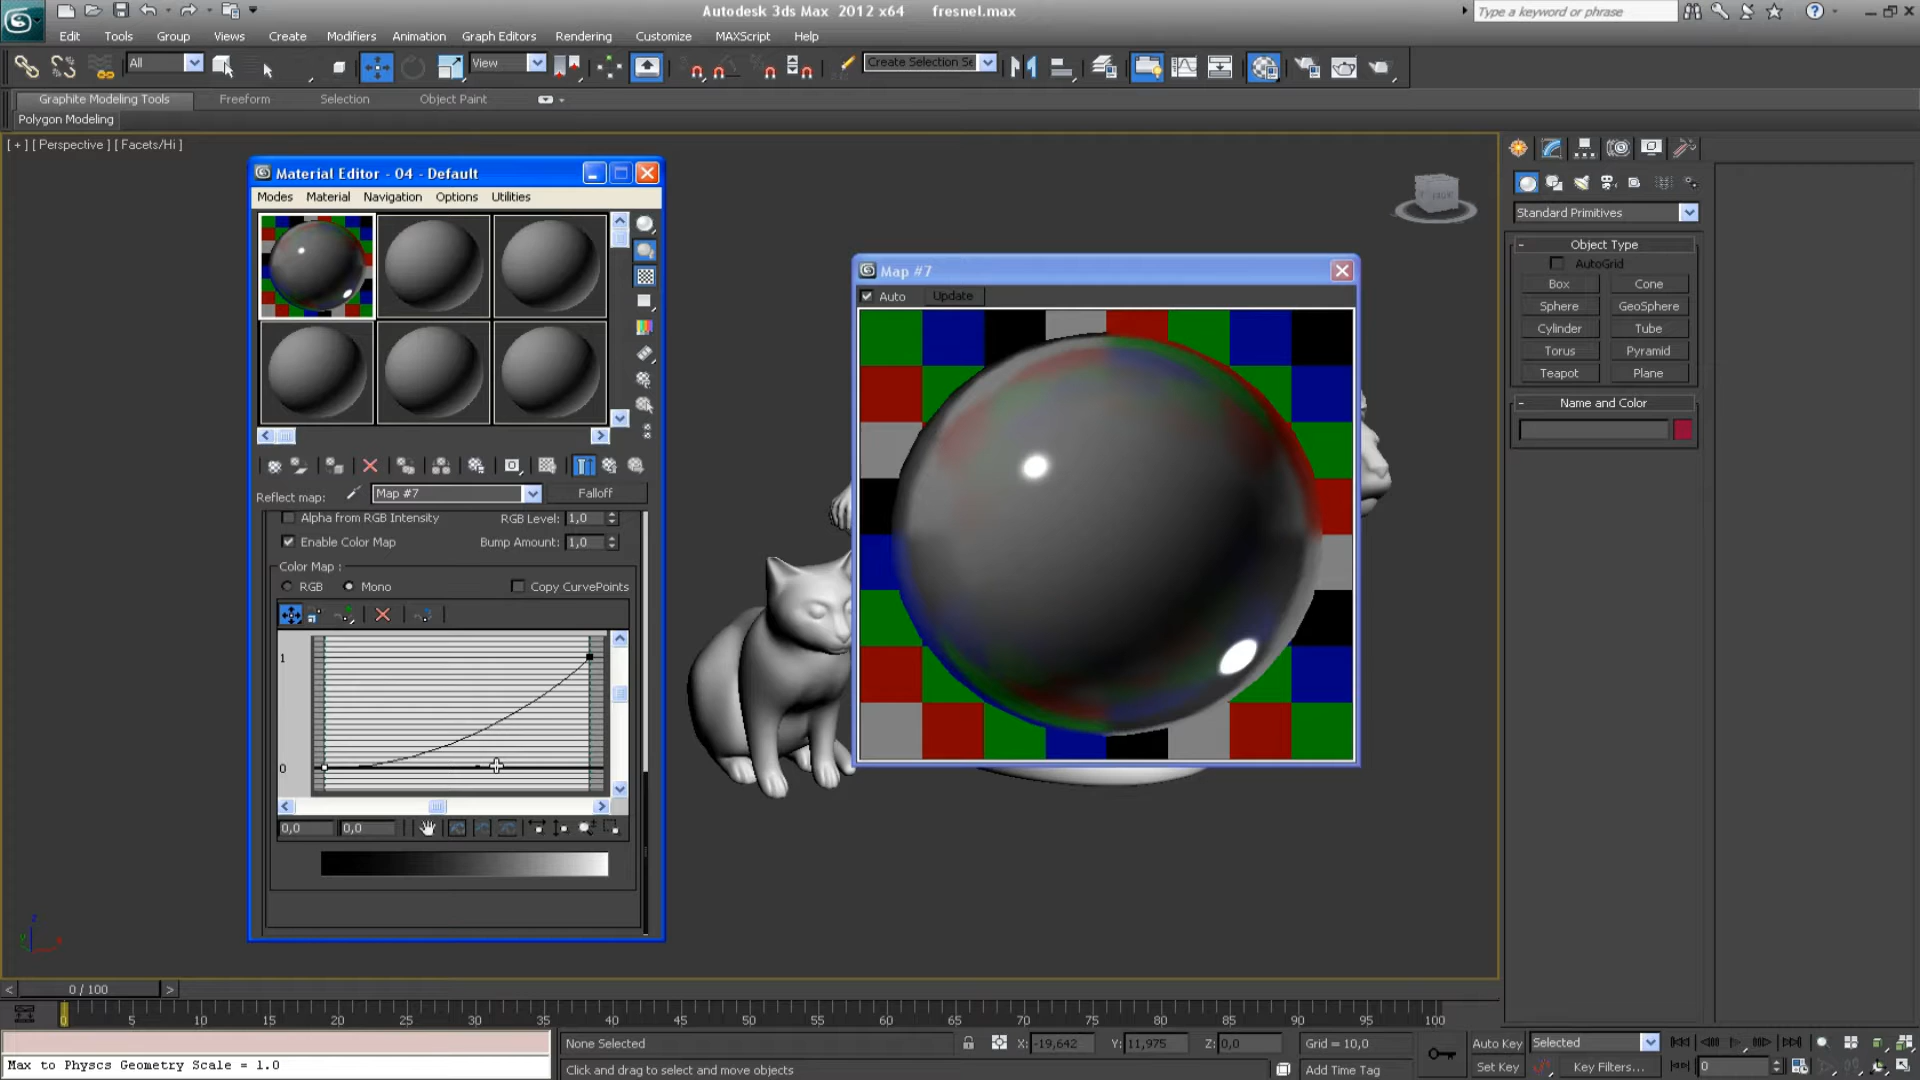 Autodesk 3ds Max 2012 x64 fresnel.max
Type a keyword or phrase
Edit Tools Group Views Create Modifiers Animation Graph Editors Rendering Customize MAXScript Help
All View Create Selection Se
Graphite Modeling Tools Freeform Selection Object Paint
Polygon Modeling
[ + ] [ Perspective ] [ Facets/Hi ]
Material Editor - 04 - Default
Modes Material Navigation Options Utilities
Reflect map: Map #7 Falloff
Alpha from RGB Intensity RGB Level: 1,0
Enable Color Map Bump Amount: 1,0
Color Map :
RGB Mono Copy CurvePoints
1
0
0,0 0,0
Map #7
Auto Update
Standard Primitives
- Object Type
AutoGrid
Box Cone
Sphere GeoSphere
Cylinder Tube
Torus Pyramid
Teapot Plane
- Name and Color
z
< 0 / 100 >
0 5 10 15 20 25 30 35 40 45 50 55 60 65 70 75 80 85 90 95 100
None Selected X: -19,642 Y: 11,975 Z: 0,0 Grid = 10,0 Auto Key Selected
Max to Physcs Geometry Scale = 1.0 Click and drag to select and move objects Add Time Tag Set Key Key Filters... 0